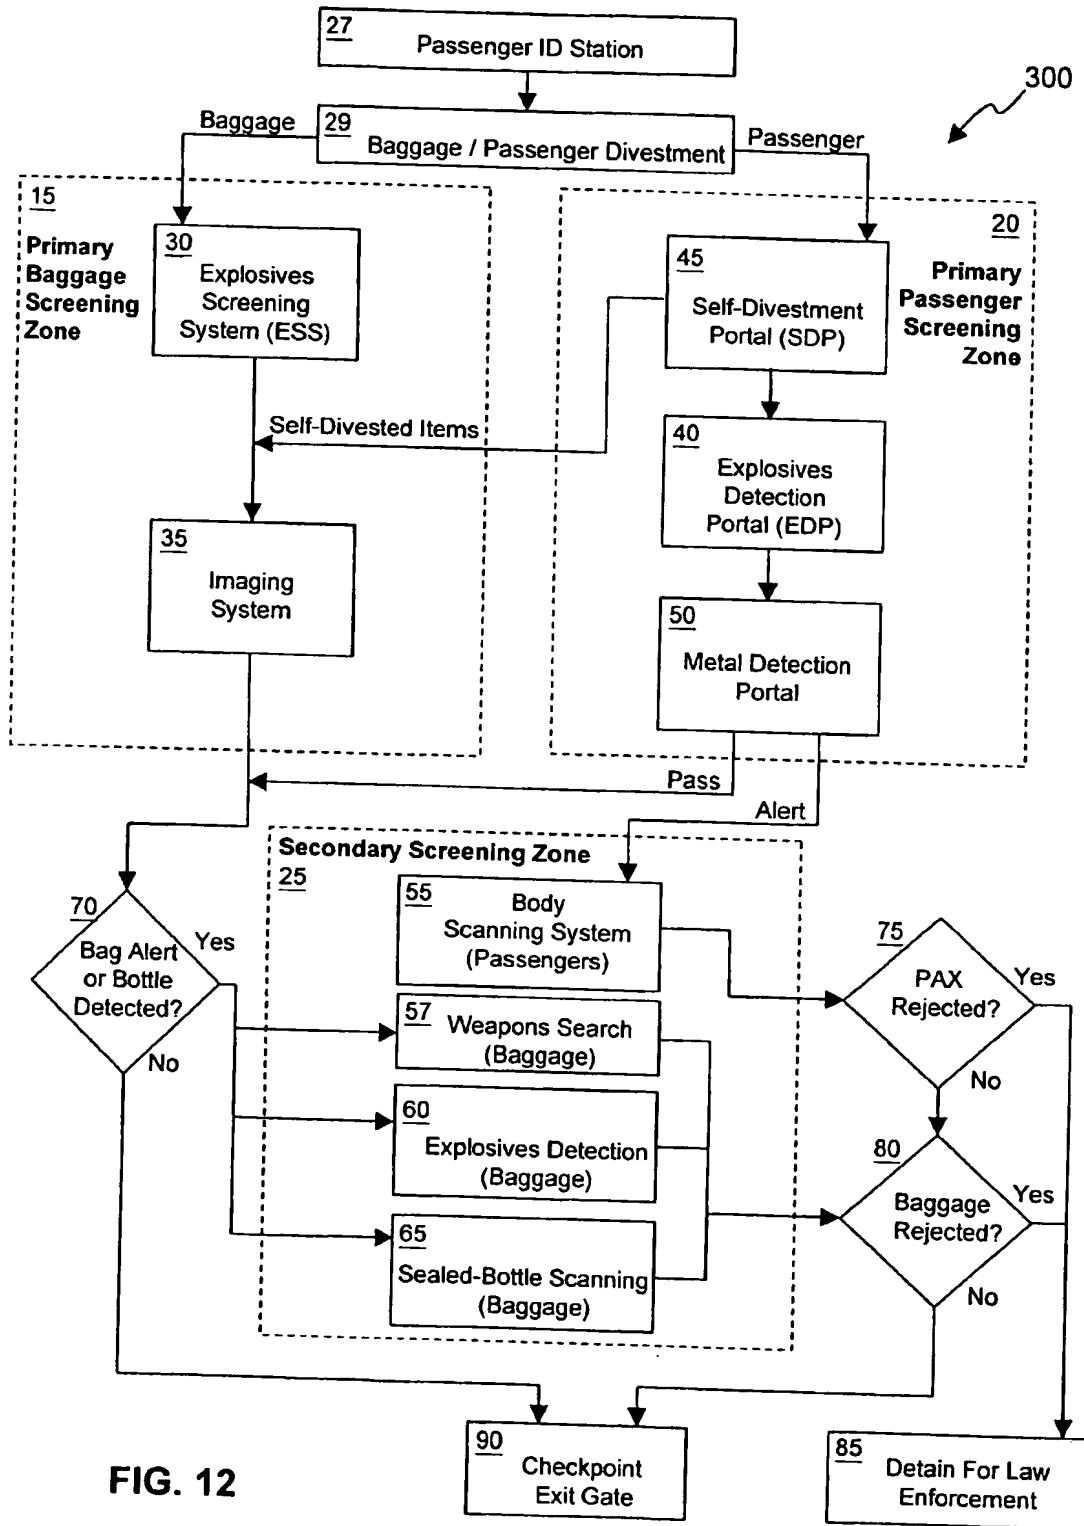 27
Passenger ID Station
300
Baggage
29
Baggage / Passenger Divestment
Passenger
15
Primary
Baggage
Screening
Zone
30
Explosives
Screening
System (ESS)
45
Self-Divestment
Portal (SDP)
20
Primary
Passenger
Screening
Zone
Self-Divested Items
40
Explosives
Detection
Portal (EDP)
35
Imaging
System
50
Metal Detection
Portal
Pass
Alert
Secondary Screening Zone
25
55
Body
Scanning System
(Passengers)
70
Bag Alert
or Bottle
Detected?
Yes
No
57
Weapons Search
(Baggage)
60
Explosives Detection
(Baggage)
65
Sealed-Bottle Scanning
(Baggage)
75
PAX
Rejected?
Yes
No
80
Baggage
Rejected?
Yes
No
90
Checkpoint
Exit Gate
85
Detain For Law
Enforcement
FIG. 12